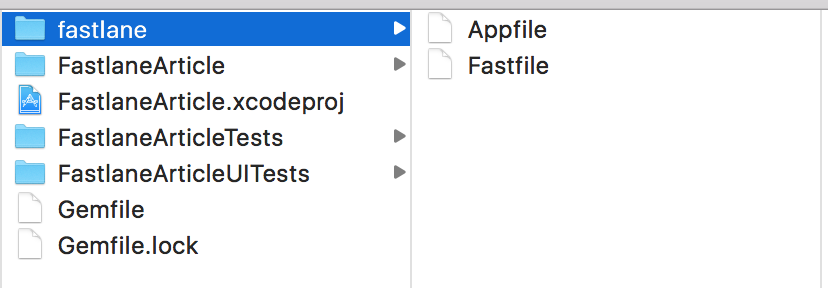 fastlane
FastlaneArticle
FastlaneArticle.xcodeproj
FastlaneArticleTests
FastlaneArticleUITests
Gemfile
Gemfile.lock
Appfile
Fastfile